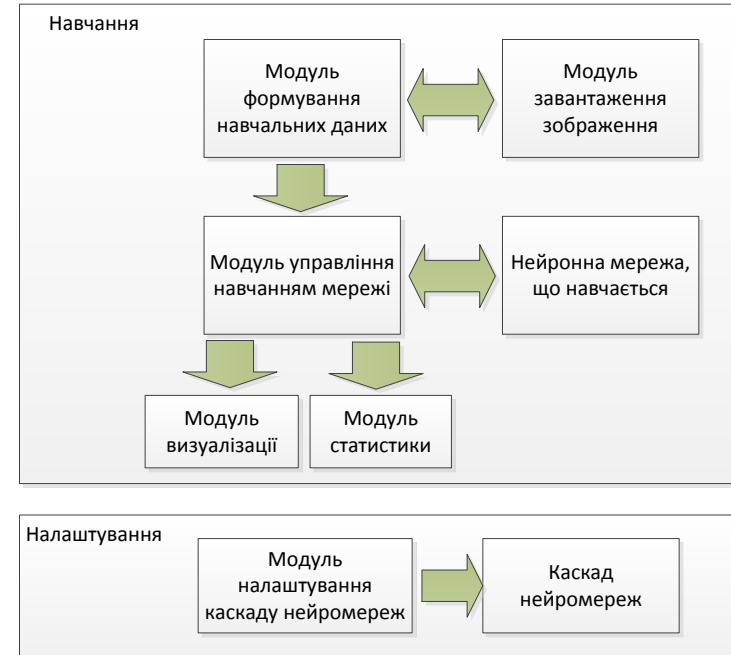 Навчання
Модуль
формування
навчальних даних
Модуль
завантаження
зображення
Модуль управління
навчанням мережі
Нейронна мережа,
що навчається
Модуль
визуалізації
Модуль
статистики
Налаштування
Модуль
налаштування
каскаду нейромереж
Каскад
нейромереж